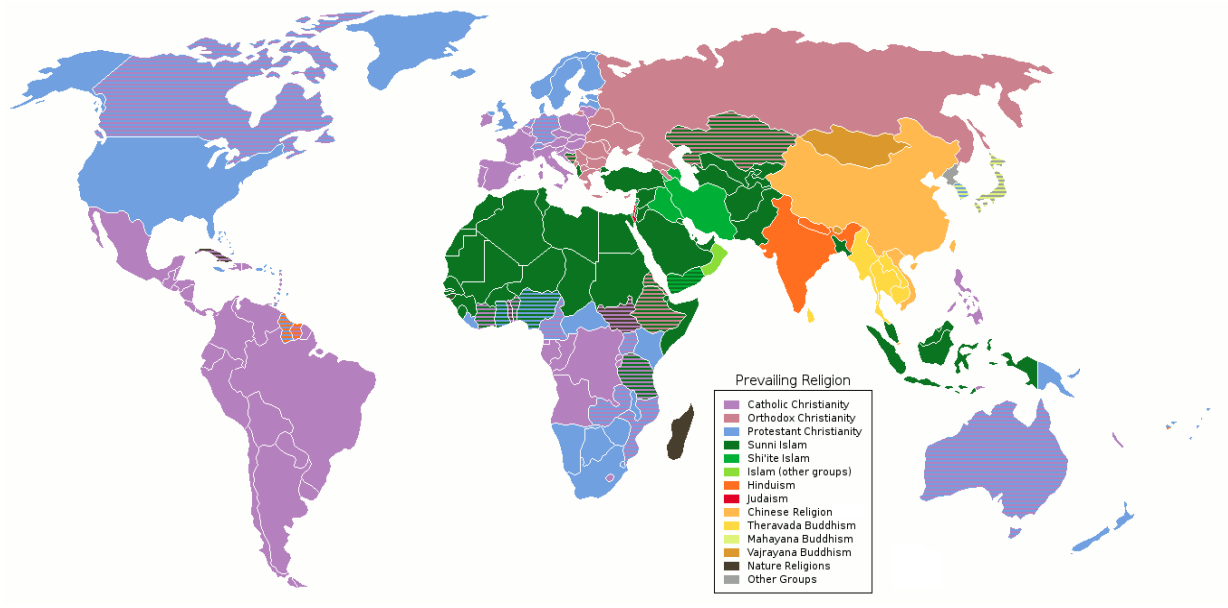 Prevailing Religion
Catholic Christianity
Orthodox Christianity
Protestant Christianity
Sunni Islam
Shi'ite Islam
Islam (other groups)
Hinduism
Judaism
Chinese Religion
Theravada Buddhism
Mahayana Buddhism
Vajrayana Buddhism
Nature Religions
Other Groups